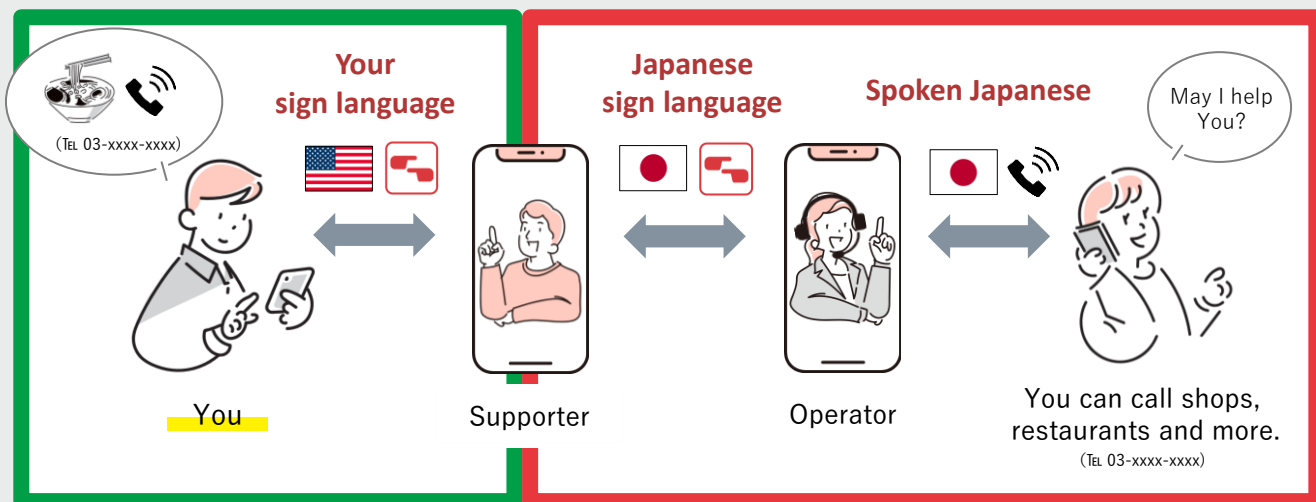 (TEL 03-xxxx-xxxx)
Your
sign language
Japanese
sign language
Spoken Japanese
May I help
You?
You
Supporter
Operator
You can call shops,
restaurants and more.
(TEL 03-xxxx-xxxx)